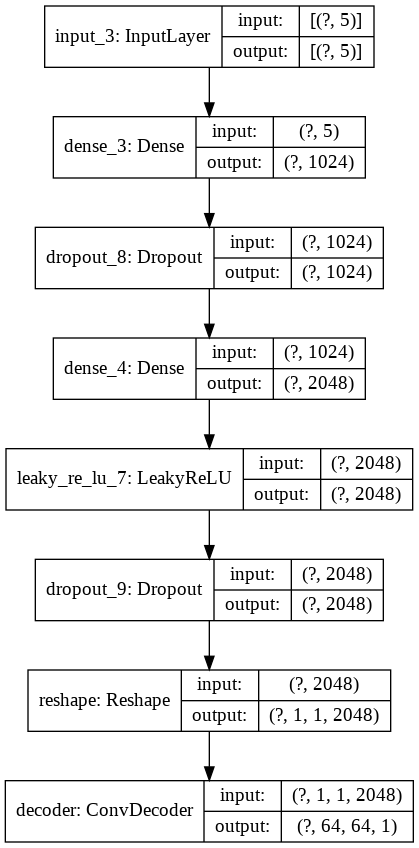 input_3: InputLayer
input: [(?, 5)]
output: [(?, 5)]
dense_3: Dense
input: (?, 5)
output: (?, 1024)
dropout_8: Dropout
input: (?, 1024)
output: (?, 1024)
dense_4: Dense
input: (?, 1024)
output: (?, 2048)
leaky_re_lu_7: LeakyReLU
input: (?, 2048)
output: (?, 2048)
dropout_9: Dropout
input: (?, 2048)
output: (?, 2048)
reshape: Reshape
input: (?, 2048)
output: (?, 1, 1, 2048)
decoder: ConvDecoder
input: (?, 1, 1, 2048)
output: (?, 64, 64, 1)